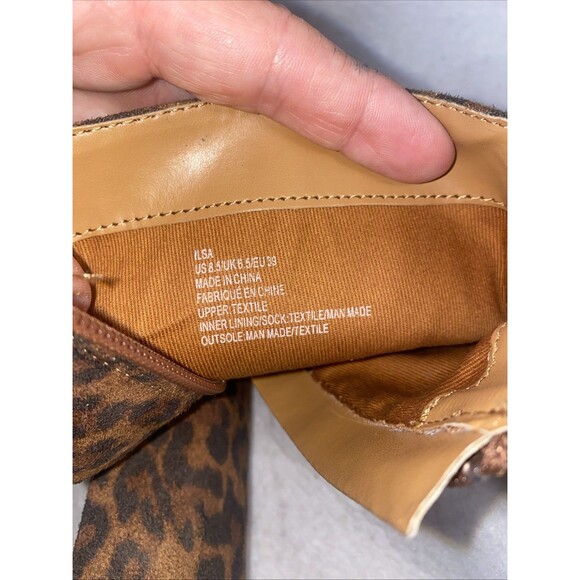 ILSA
US 8.5/UK 6.5/EU 39
MADE IN CHINA
FABRIQUÉ EN CHINE
UPPER:TEXTILE
INNER LINING/SOCK:TEXTILE/MAN MADE
OUTSOLE:MAN MADE/TEXTILE